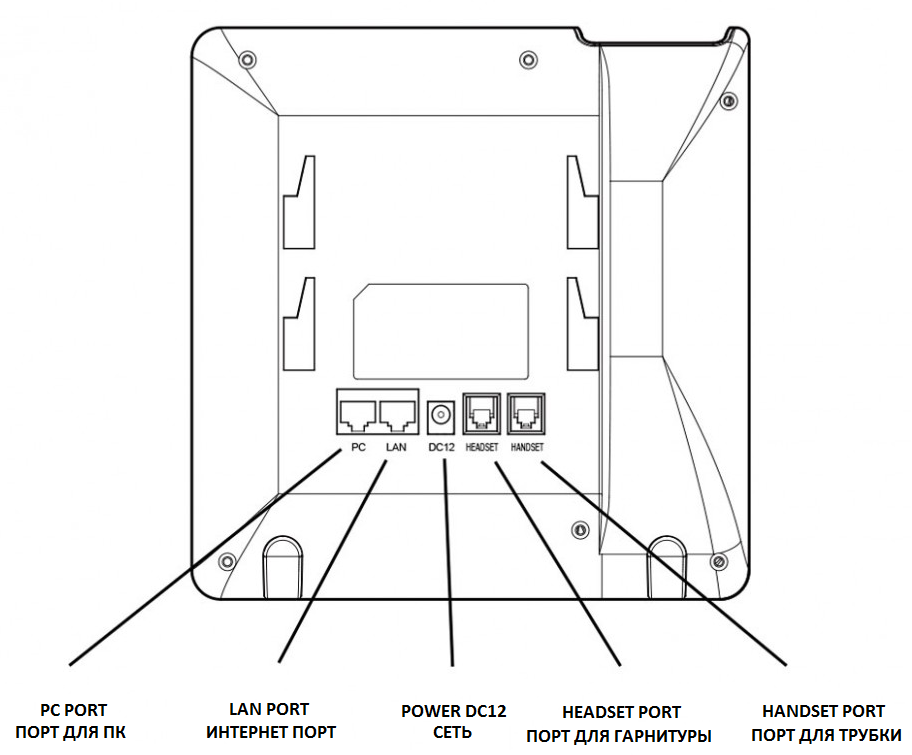 PC LAN DC12 HEADSET HANDSET
PC PORT
ПОРТ ДЛЯ ПК
LAN PORT
ИНТЕРНЕТ ПОРТ
POWER DC12
СЕТЬ
HEADSET PORT
ПОРТ ДЛЯ ГАРНИТУРЫ
HANDSET PORT
ПОРТ ДЛЯ ТРУБКИ